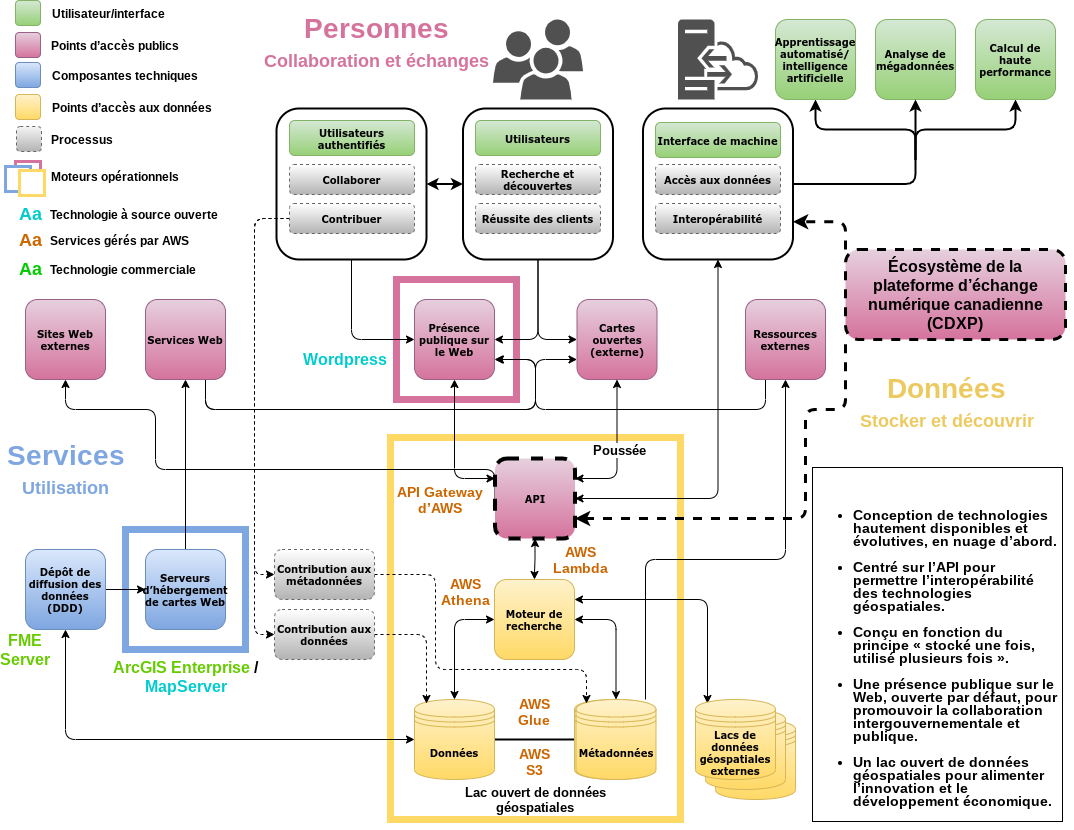 Utilisateur/interface
Points d’accès publics
Composantes techniques
Points d’accès aux données
Processus
Moteurs opérationnels
Aa Technologie à source ouverte
Aa Services gérés par AWS
Aa Technologie commerciale
Personnes
Collaboration et échanges
Apprentissage
automatisé/
intelligence
artificielle
Analyse de
mégadonnées
Calcul de
haute
performance
Utilisateurs
authentifiés
Collaborer
Contribuer
Utilisateurs
Recherche et
découvertes
Réussite des clients
Interface de machine
Accès aux données
Interopérabilité
Écosystème de la
plateforme d’échange
numérique canadienne
(CDXP)
Sites Web
externes
Services Web
Wordpress
Présence
publique sur
le Web
Cartes
ouvertes
(externe)
Ressources
externes
Données
Stocker et découvrir
Services
Utilisation
Poussée
API Gateway
d’AWS
API
AWS
Lambda
AWS
Athena
Moteur de
recherche
Dépôt de
diffusion des
données
(DDD)
Serveurs
d’hébergement
de cartes Web
FME
Server
ArcGIS Enterprise /
MapServer
Contribution aux
métadonnées
Contribution aux
données
Données
AWS
Glue
AWS
S3
Métadonnées
Lac ouvert de données
géospatiales
Lacs de
données
géospatiales
externes
• Conception de technologies
hautement disponibles et
évolutives, en nuage d’abord.
• Centré sur l’API pour
permettre l’interopérabilité
des technologies
géospatiales.
• Conçu en fonction du
principe « stocké une fois,
utilisé plusieurs fois ».
• Une présence publique sur le
Web, ouverte par défaut, pour
promouvoir la collaboration
intergouvernementale et
publique.
• Un lac ouvert de données
géospatiales pour alimenter
l’innovation et le
développement économique.